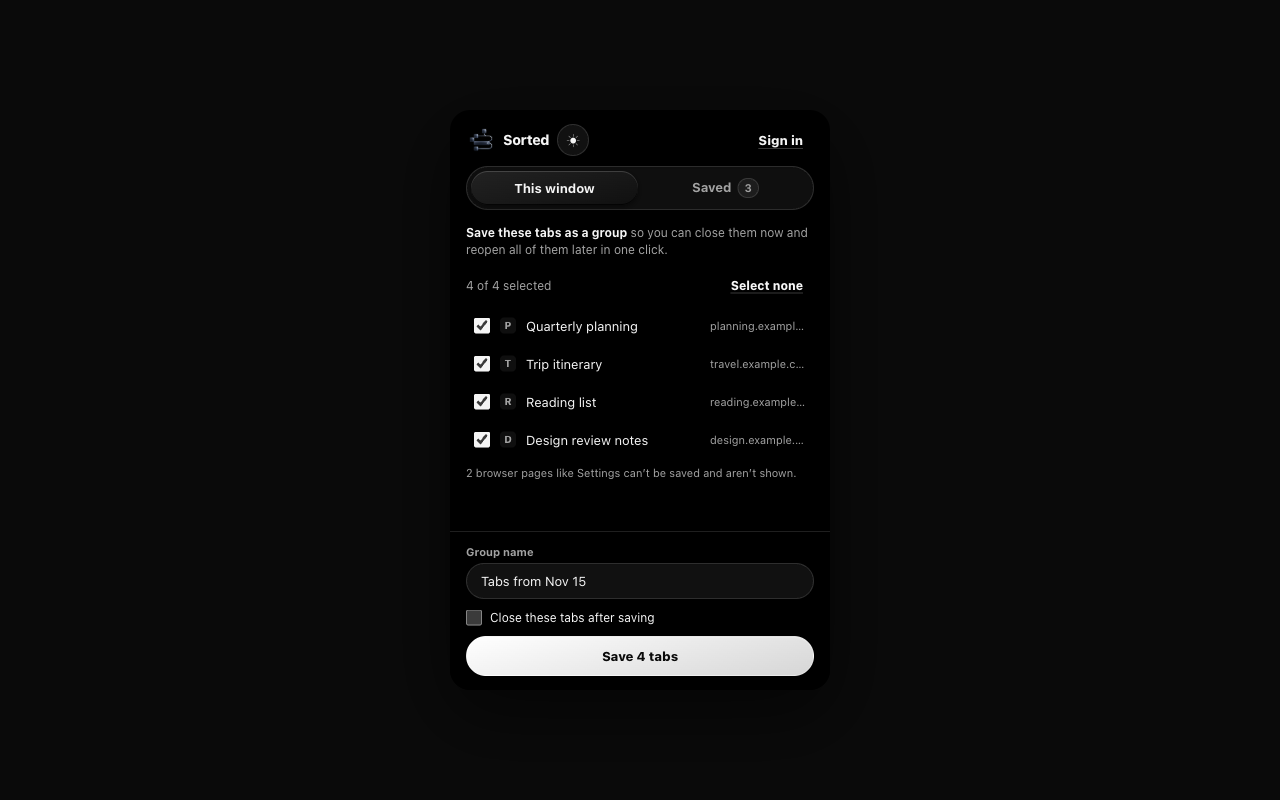 Sorted
Sign in
This window
Saved 3
Save these tabs as a group so you can close them now and
reopen all of them later in one click.
4 of 4 selected
Select none
P Quarterly planning planning.exampl…
T Trip itinerary travel.example.c…
R Reading list reading.example…
D Design review notes design.example.…
2 browser pages like Settings can't be saved and aren't shown.
Group name
Tabs from Nov 15
Close these tabs after saving
Save 4 tabs